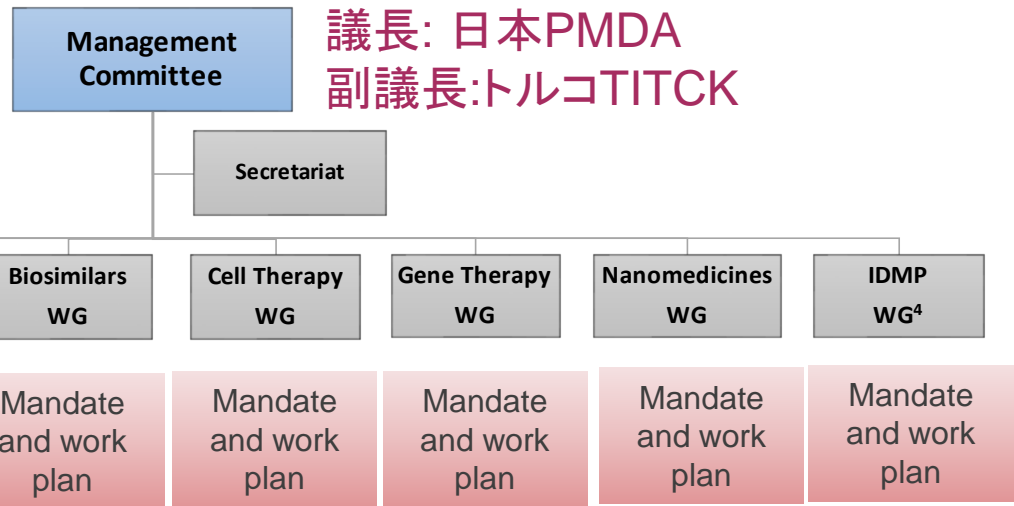 Management
Committee
議長: 日本PMDA
副議長:トルコTITCK
Secretariat
Biosimilars
WG
Cell Therapy
WG
Gene Therapy
WG
Nanomedicines
WG
IDMP
WG⁴
Mandate
and work
plan
Mandate
and work
plan
Mandate
and work
plan
Mandate
and work
plan
Mandate
and work
plan